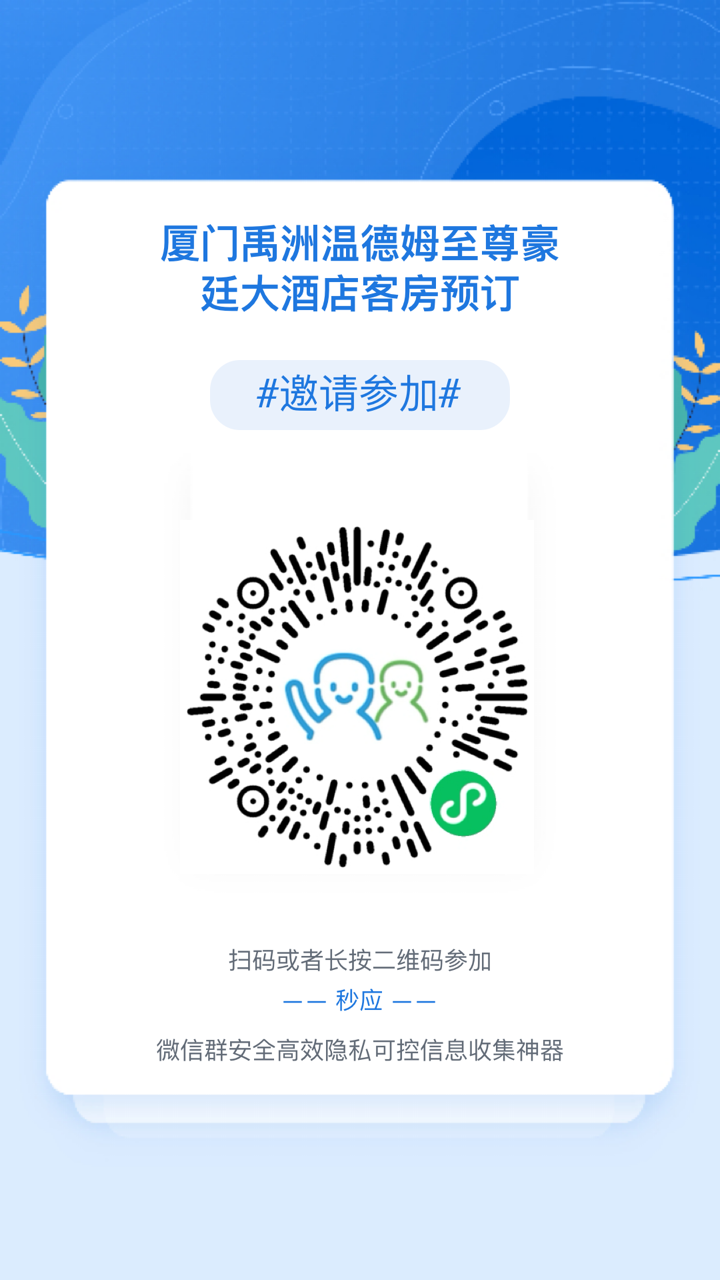 厦门禹洲温德姆至尊豪
廷大酒店客房预订
#邀请参加#
扫码或者长按二维码参加
—— 秒应 ——
微信群安全高效隐私可控信息收集神器